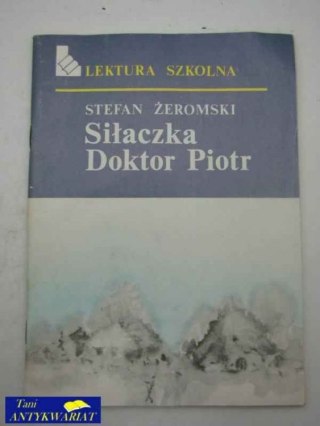 LEKTURA SZKOLNA
STEFAN ŻEROMSKI
Siłaczka
Doktor Piotr
Tani
ANTYKWARIAT